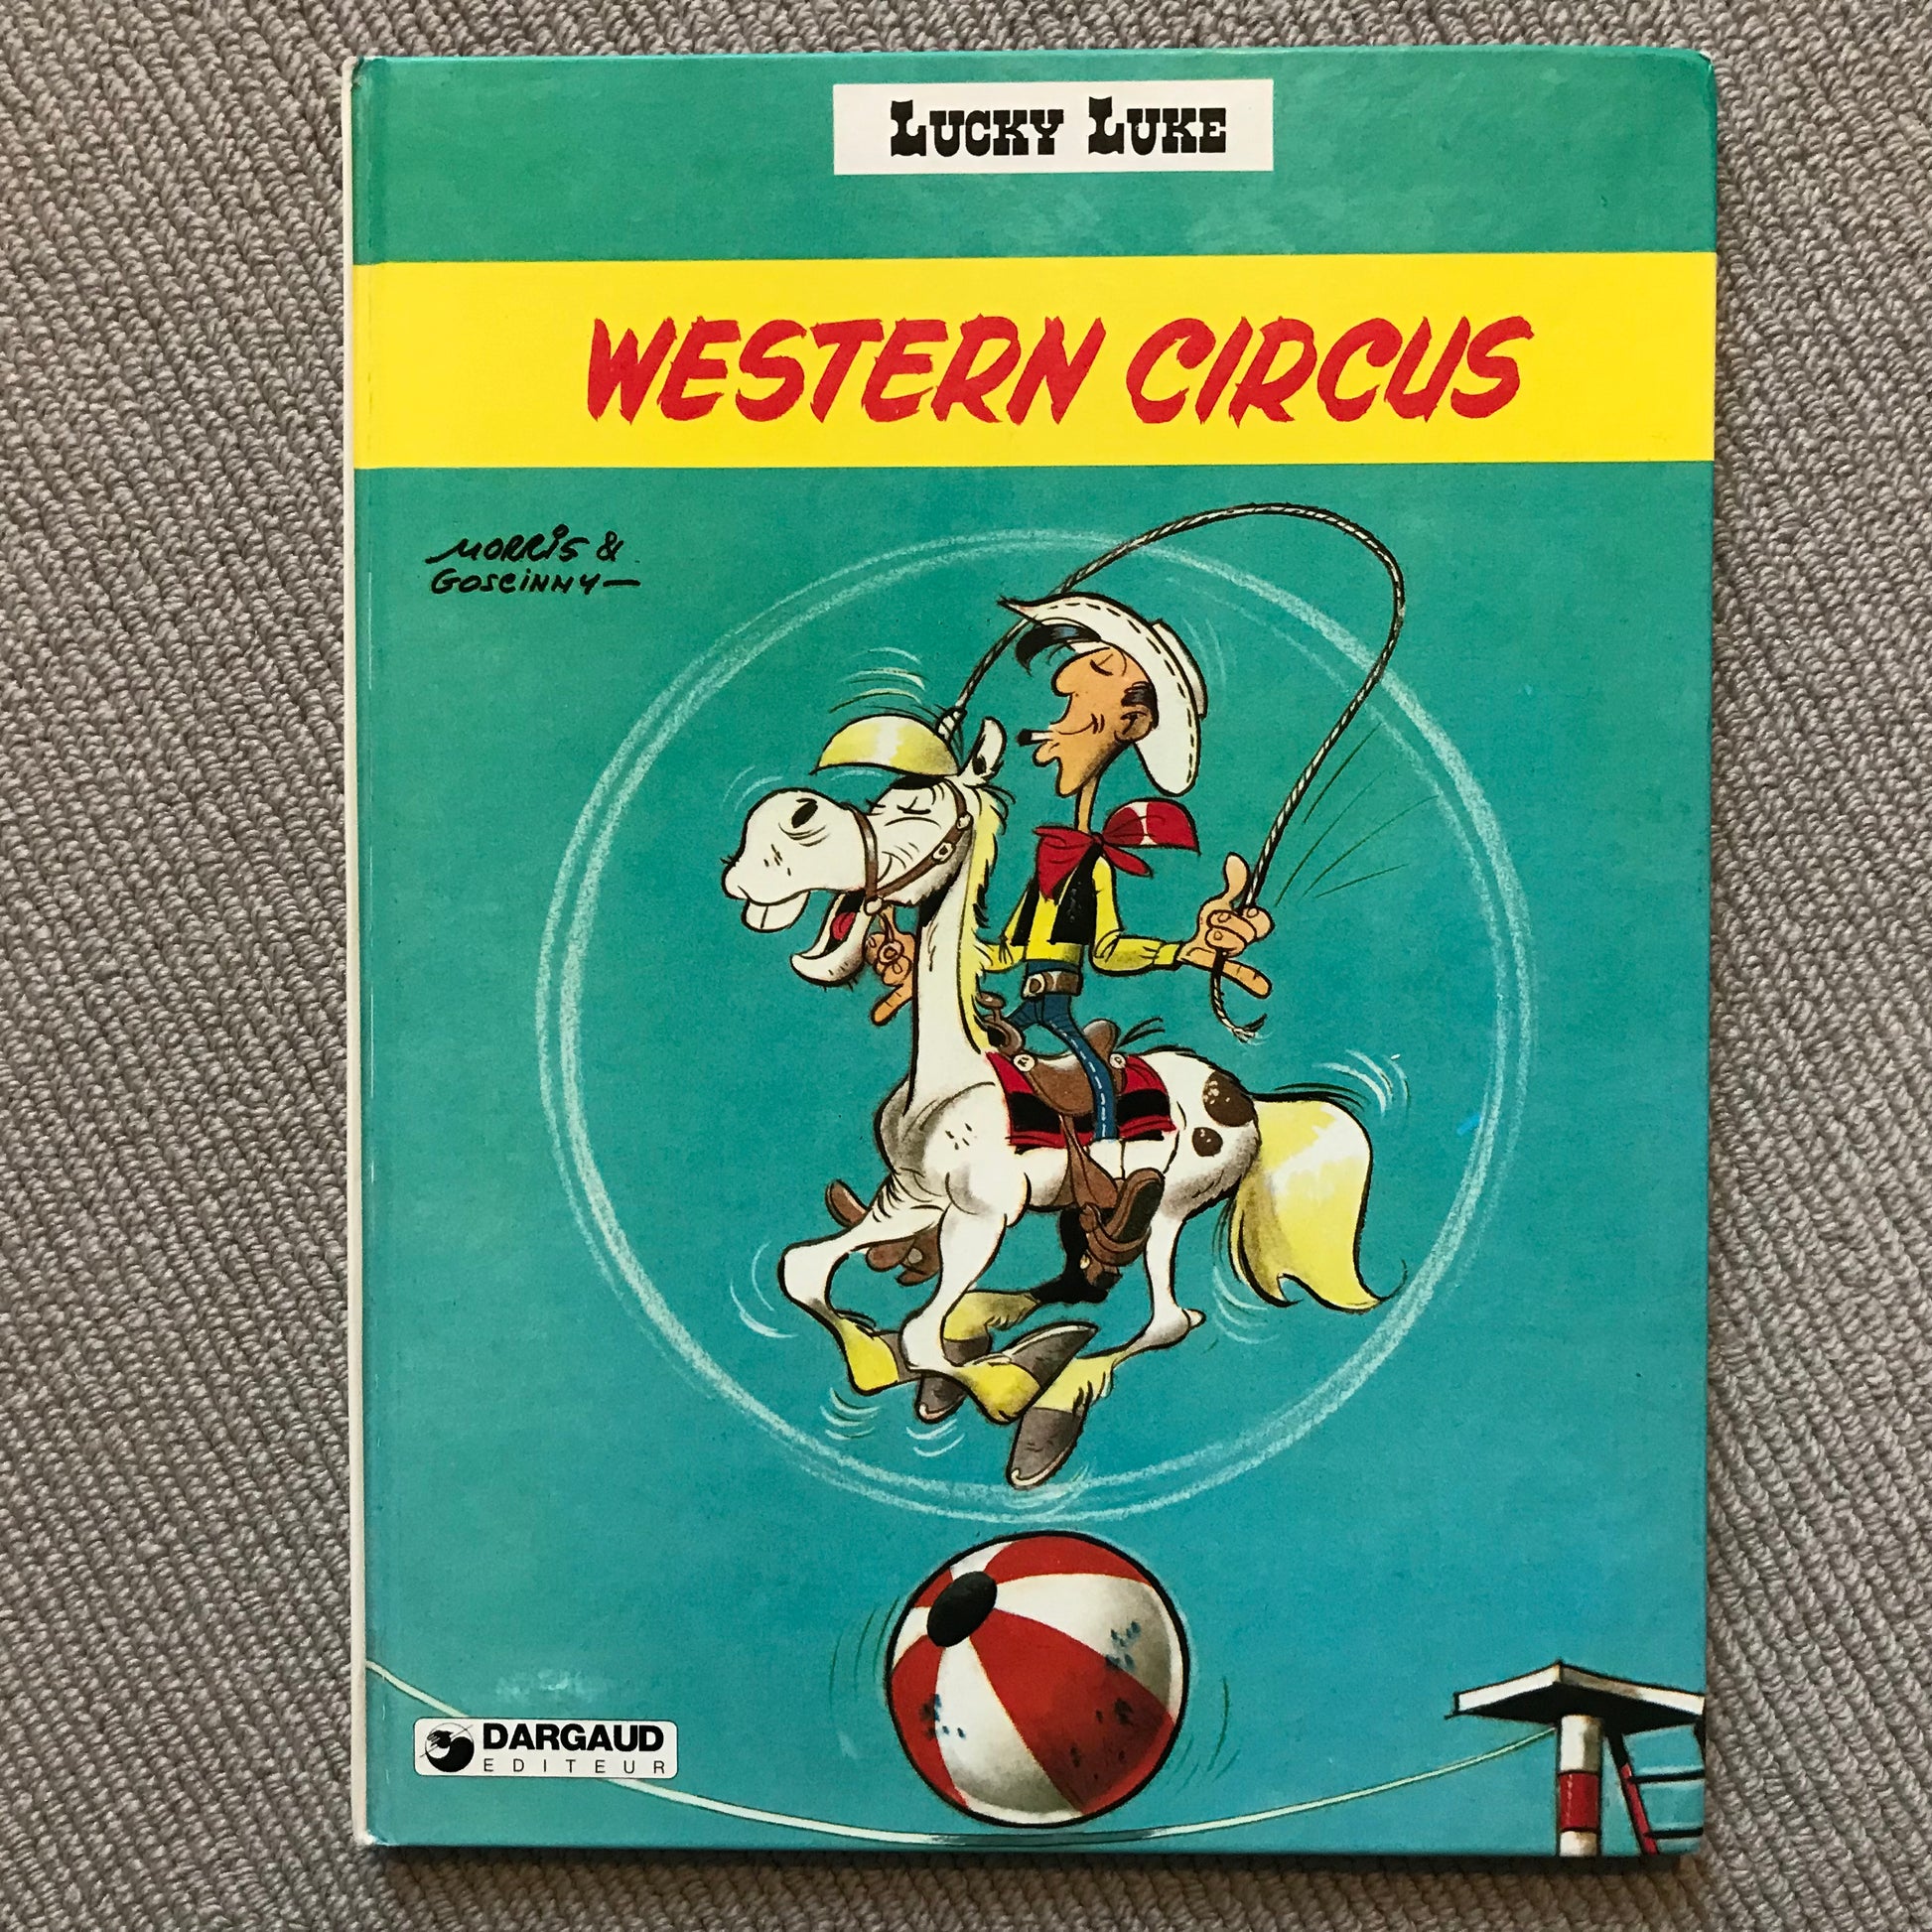 LUCKY LUKE
WESTERN CIRCUS
MORRIS &
GOSCINNY
DARGAUD
EDITEUR